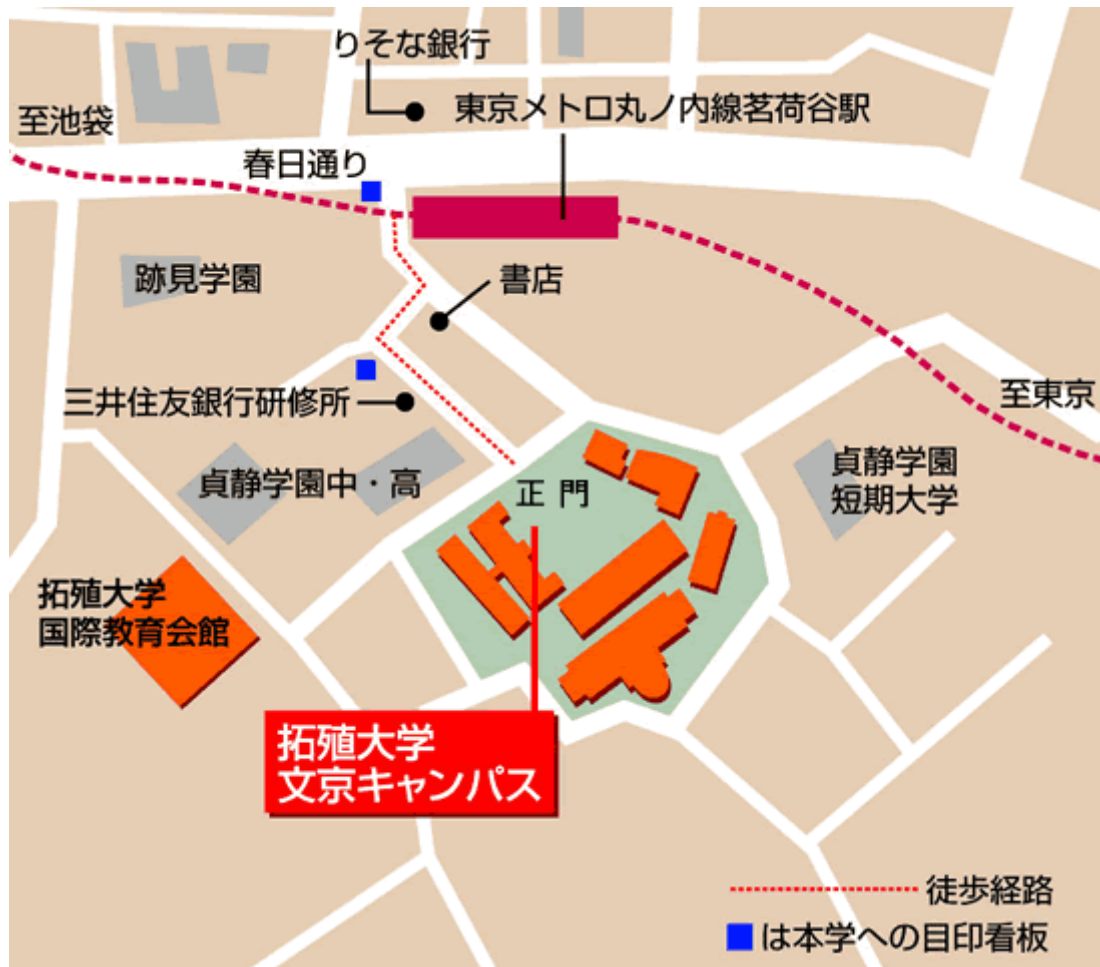 りそな銀行
東京メトロ丸ノ内線茗荷谷駅
至池袋
春日通り
跡見学園
書店
三井住友銀行研修所
至東京
貞静学園中・高
貞静学園
短期大学
正門
拓殖大学
国際教育会館
拓殖大学
文京キャンパス
徒歩経路
は本学への目印看板